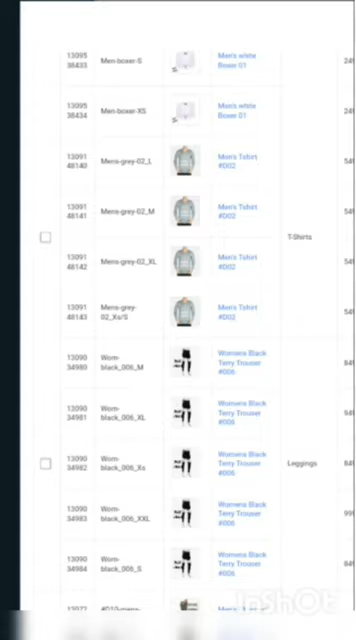 13095
38433
Men-boxer-S
Men's white
Boxer 01
13095
38434
Men-boxer-XS
Men's white
Boxer 01
13091
48140
Mens-grey-02_L
Men's Tshirt
#D02
13091
48141
Mens-grey-02_M
Men's Tshirt
#D02
T-Shirts
13091
48142
Mens-grey-02_XL
Men's Tshirt
#D02
13091
48143
Mens-grey-
02_Xs/S
Men's Tshirt
#D02
13090
34980
Wom-
black_006_M
Womens Black
Terry Trouser
#006
13090
34981
Wom-
black_006_XL
Womens Black
Terry Trouser
#006
13090
34982
Wom-
black_006_Xs
Womens Black
Terry Trouser
#006
Leggings
13090
34983
Wom-
black_006_XXL
Womens Black
Terry Trouser
#006
13090
34984
Wom-
black_006_S
Womens Black
Terry Trouser
#006
InShOt